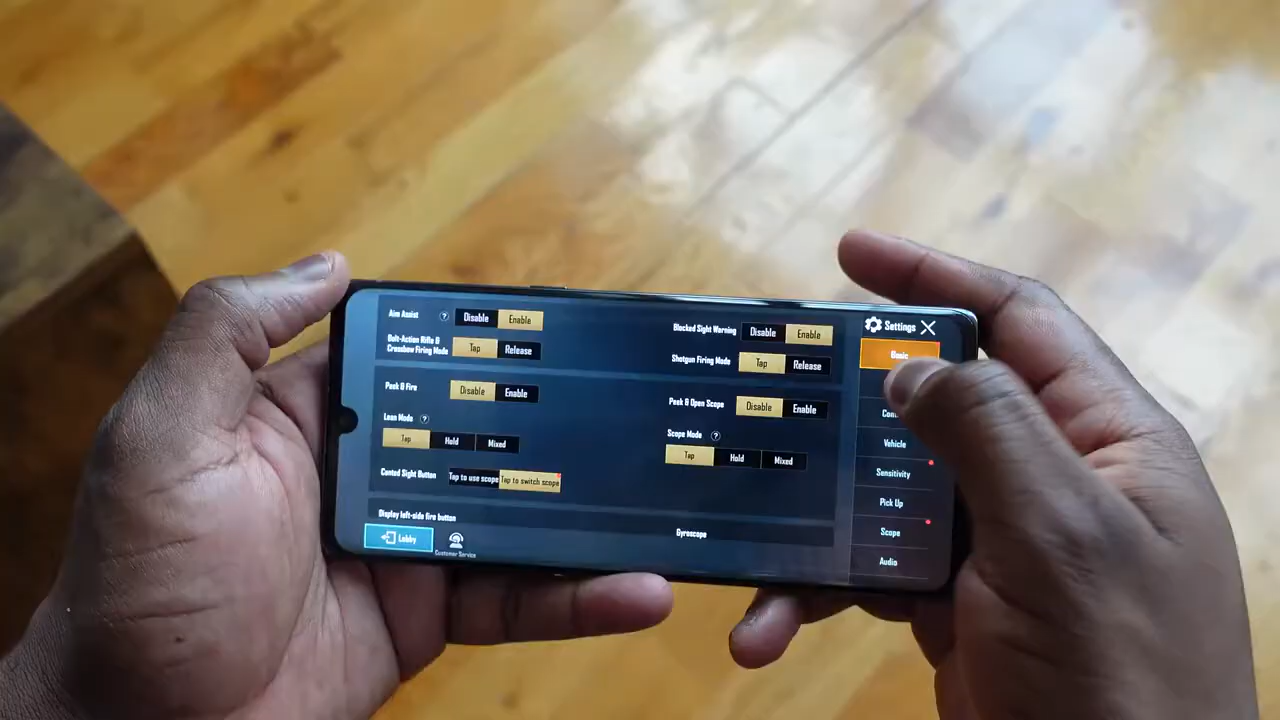 Aim Assist ? Disable Enable
Blocked Sight Warning Disable Enable
Bolt-Action Rifle &
Crossbow Firing Mode Tap Release
Shotgun Firing Mode Tap Release
Peek & Fire Disable Enable
Peek & Open Scope Disable Enable
Lean Mode ?
Tap Hold Mixed
Scope Mode ?
Tap Hold Mixed
Canted Sight Button Tap to use scope Tap to switch scope
Display left-side fire button
Gyroscope
Lobby
Customer Service
Settings
Basic
Vehicle
Sensitivity
Pick Up
Scope
Audio